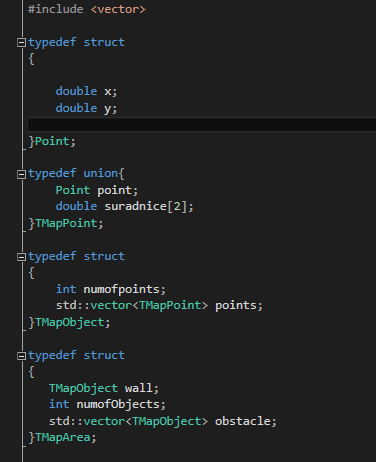 #include <vector>
typedef struct
{
double x;
double y;
}Point;
typedef union{
Point point;
double suradnice[2];
}TMapPoint;
typedef struct
{
int numofpoints;
std::vector<TMapPoint> points;
}TMapObject;
typedef struct
{
TMapObject wall;
int numofObjects;
std::vector<TMapObject> obstacle;
}TMapArea;